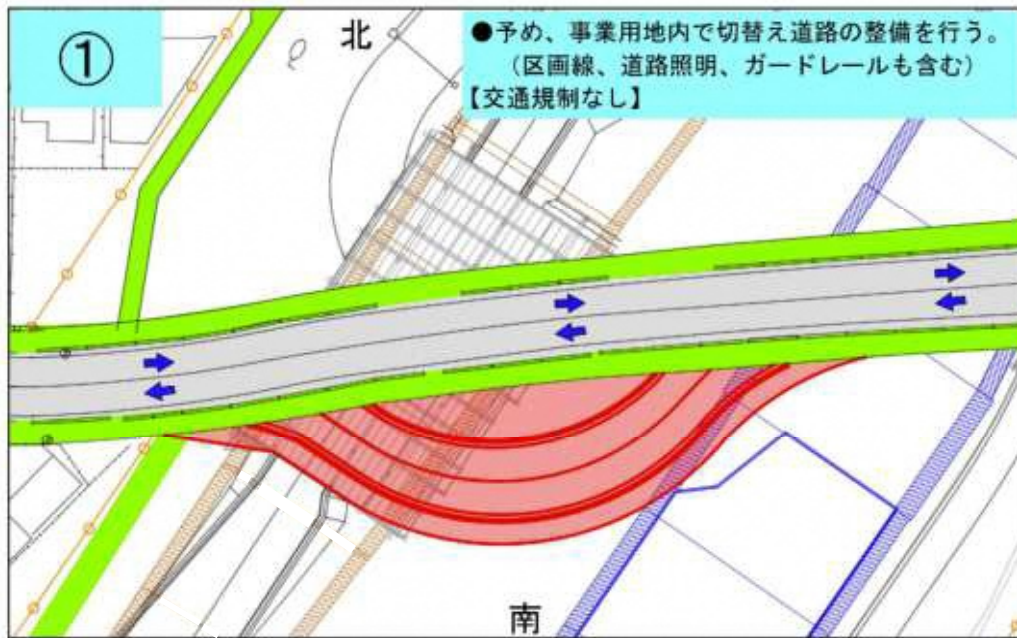 ①
北
●予め、事業用地内で切替え道路の整備を行う。
（区画線、道路照明、ガードレールも含む）
【交通規制なし】
南